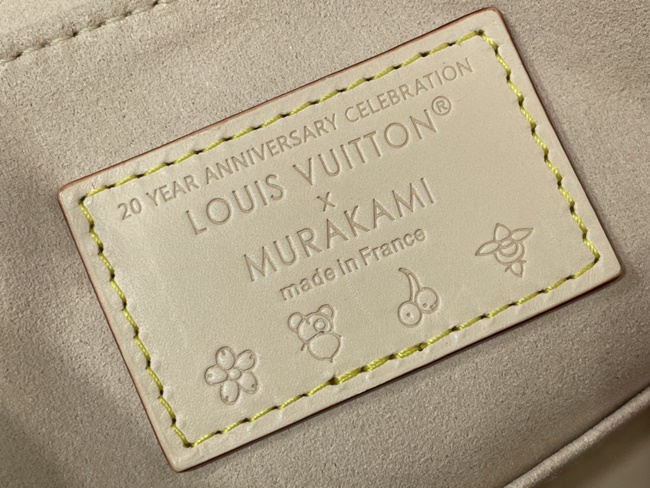 20 YEAR ANNIVERSARY CELEBRATION
LOUIS VUITTON®
x
MURAKAMI
made in France